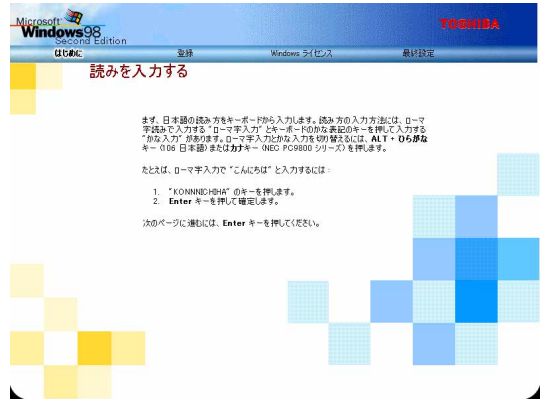 Microsoft
Windows98
Second Edition
TOSHIBA
はじめに 登録 Windows ライセンス 最終設定
読みを入力する
まず、日本語の読み方をキーボードから入力します。読み方の入力方法には、ローマ
字読みで入力する "ローマ字入力" とキーボードのかな表記のキーを押して入力する
"かな入力" があります。ローマ字入力とかな入力を切り替えるには、ALT + ひらがな
キー (106 日本語) またはカナキー (NEC PC9800 シリーズ) を押します。
たとえば、ローマ字入力で "こんにちは" と入力するには :
1. "KONNNICHIHA" のキーを押します。
2. Enter キーを押して確定します。
次のページに進むには、Enter キーを押してください。